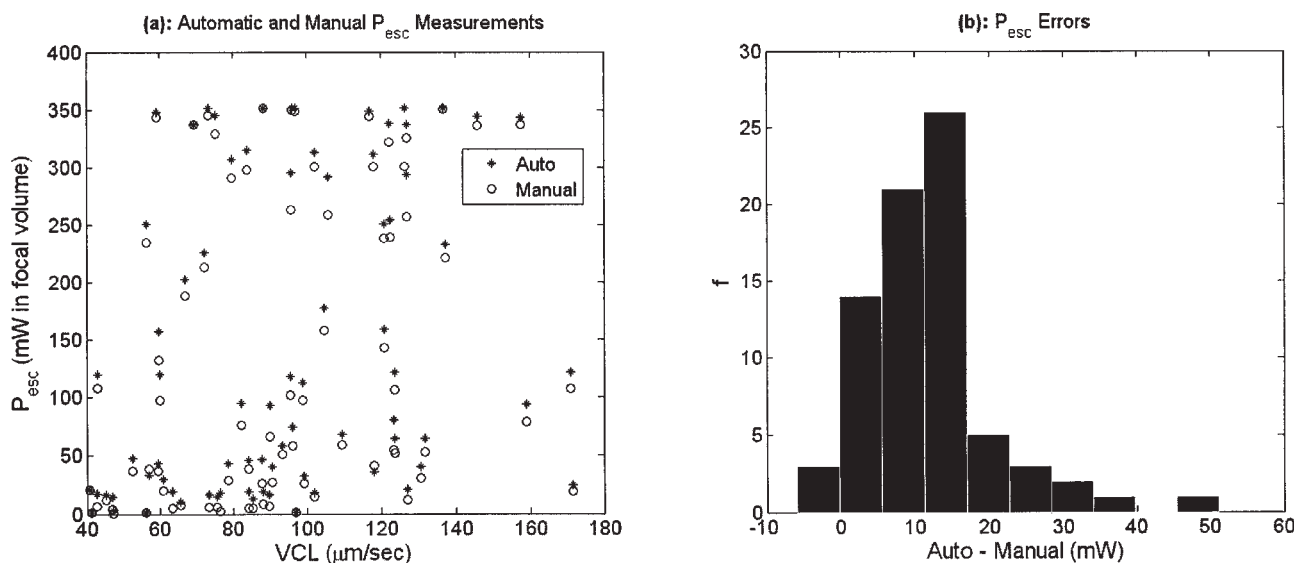 (a): Automatic and Manual P_esc Measurements
400
350
300
250
200
150
100
50
0
P_esc (mW in focal volume)
40 60 80 100 120 140 160 180
VCL (μm/sec)
Auto
Manual
(b): P_esc Errors
30
25
20
15
10
5
0
f
-10 0 10 20 30 40 50 60
Auto - Manual (mW)